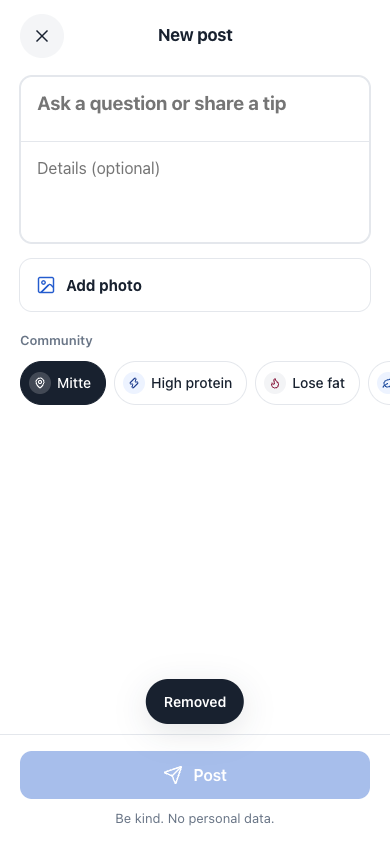 New post
Ask a question or share a tip
Details (optional)
Add photo
Community
Mitte
High protein
Lose fat
Removed
Post
Be kind. No personal data.